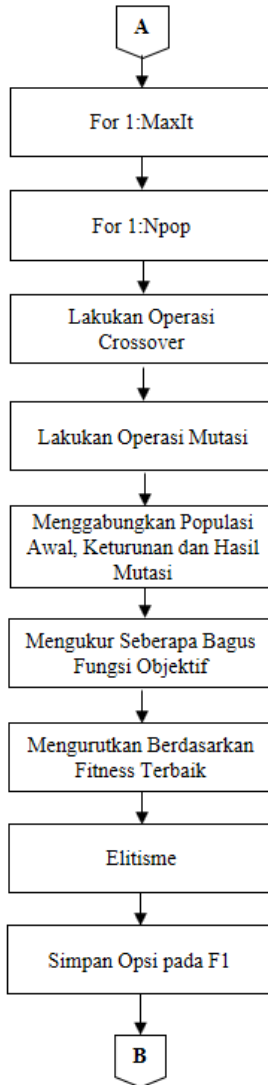 A
For 1:MaxIt
For 1:Npop
Lakukan Operasi
Crossover
Lakukan Operasi Mutasi
Menggabungkan Populasi
Awal, Keturunan dan Hasil
Mutasi
Mengukur Seberapa Bagus
Fungsi Objektif
Mengurutkan Berdasarkan
Fitness Terbaik
Elitisme
Simpan Opsi pada F1
B